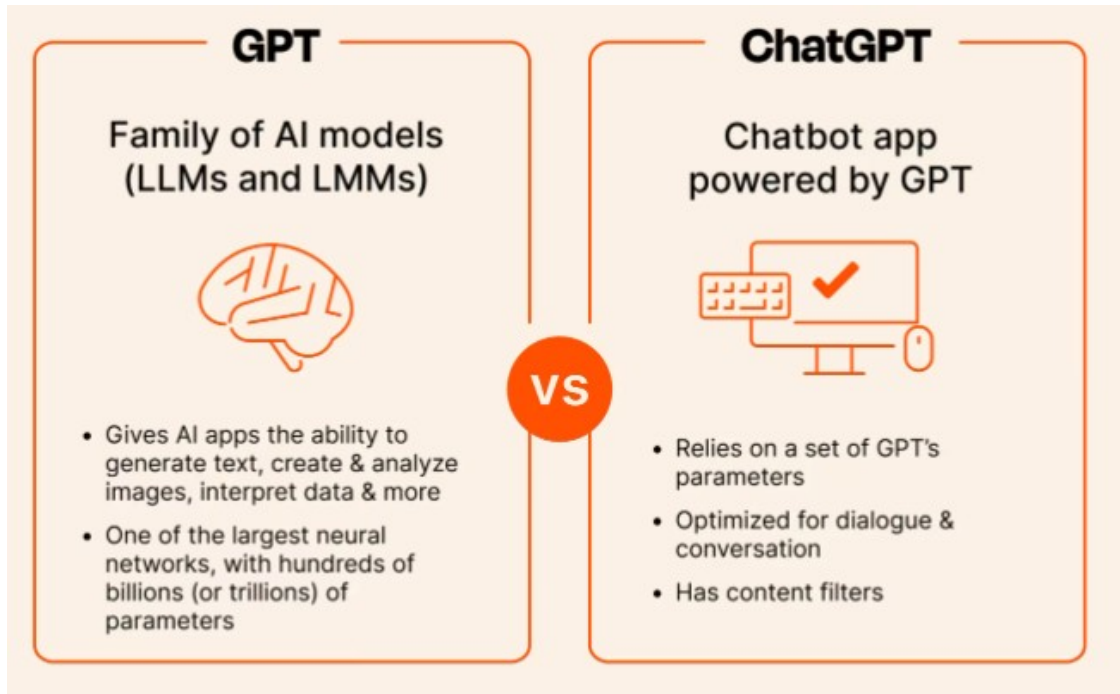 GPT
Family of AI models
(LLMs and LMMs)
• Gives AI apps the ability to
generate text, create & analyze
images, interpret data & more
• One of the largest neural
networks, with hundreds of
billions (or trillions) of
parameters
VS
ChatGPT
Chatbot app
powered by GPT
• Relies on a set of GPT's
parameters
• Optimized for dialogue &
conversation
• Has content filters